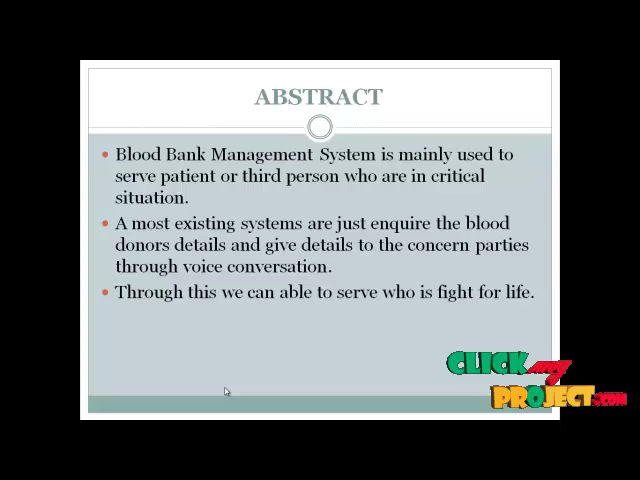 ABSTRACT
Blood Bank Management System is mainly used to
serve patient or third person who are in critical
situation.
A most existing systems are just enquire the blood
donors details and give details to the concern parties
through voice conversation.
Through this we can able to serve who is fight for life.
CLICK my
PROJECT.COM